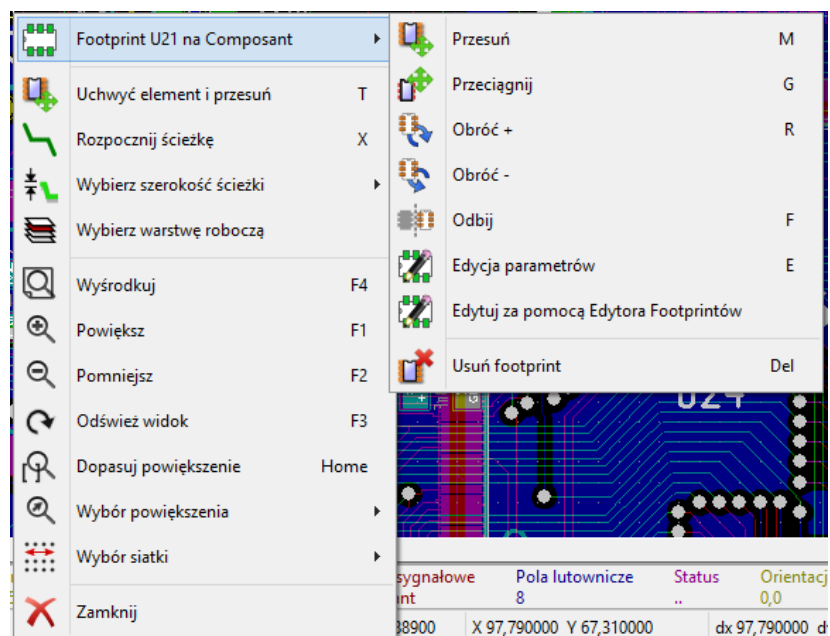 Footprint U21 na Composant
Uchwyć element i przesuń T
Rozpocznij ścieżkę X
Wybierz szerokość ścieżki
Wybierz warstwę roboczą
Wyśrodkuj F4
Powiększ F1
Pomniejsz F2
Odśwież widok F3
Dopasuj powiększenie Home
Wybór powiększenia
Wybór siatki
Zamknij
Przesuń M
Przeciągnij G
Obróć + R
Obróć -
Odbij F
Edycja parametrów E
Edytuj za pomocą Edytora Footprintów
Usuń footprint Del
U24
sygnałowe Pola lutownicze Status Orientacj
ant 8 .. 0,0
38900 X 97,790000 Y 67,310000 dx 97,790000 d